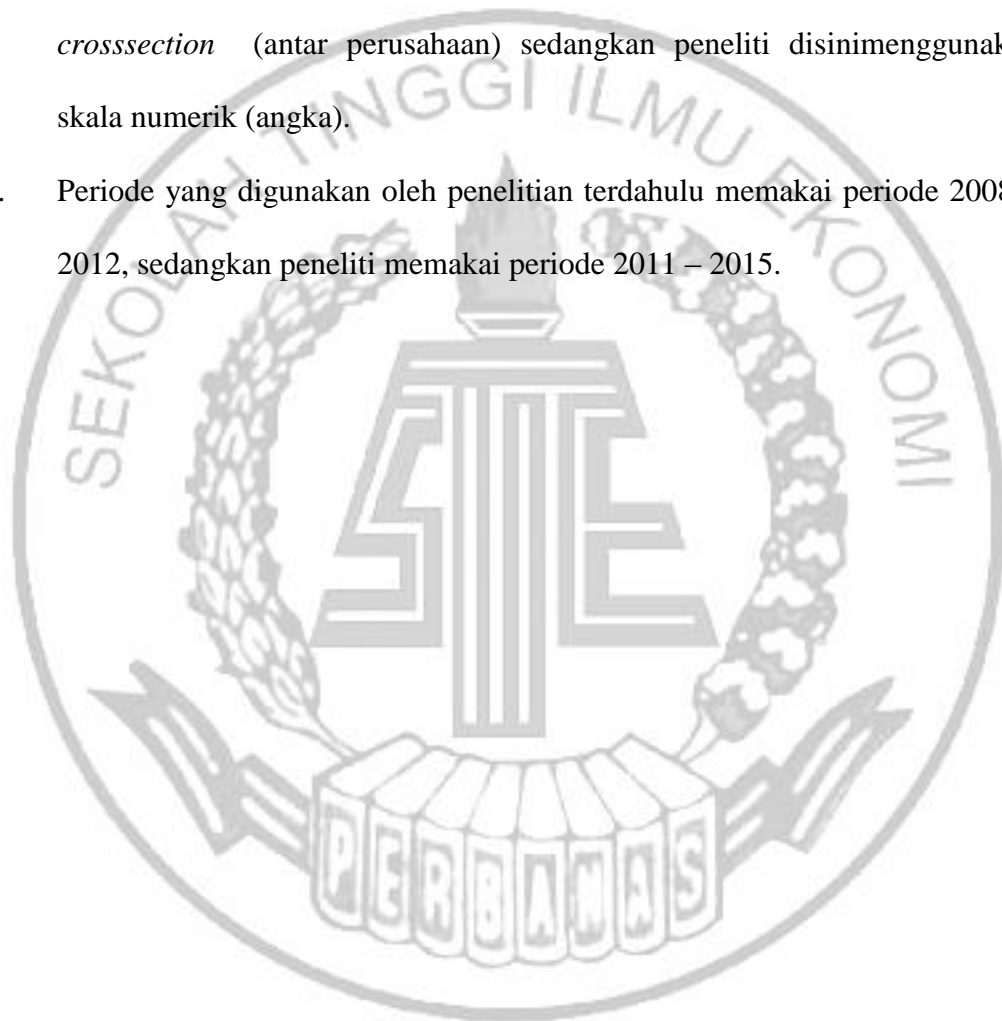 crosssection (antar perusahaan) sedangkan peneliti disinimenggunak
skala numerik (angka).
. Periode yang digunakan oleh penelitian terdahulu memakai periode 2008
2012, sedangkan peneliti memakai periode 2011 – 2015.
SEKOLAH TINGGI ILMU EKONOMI
STIE
PERBANAS